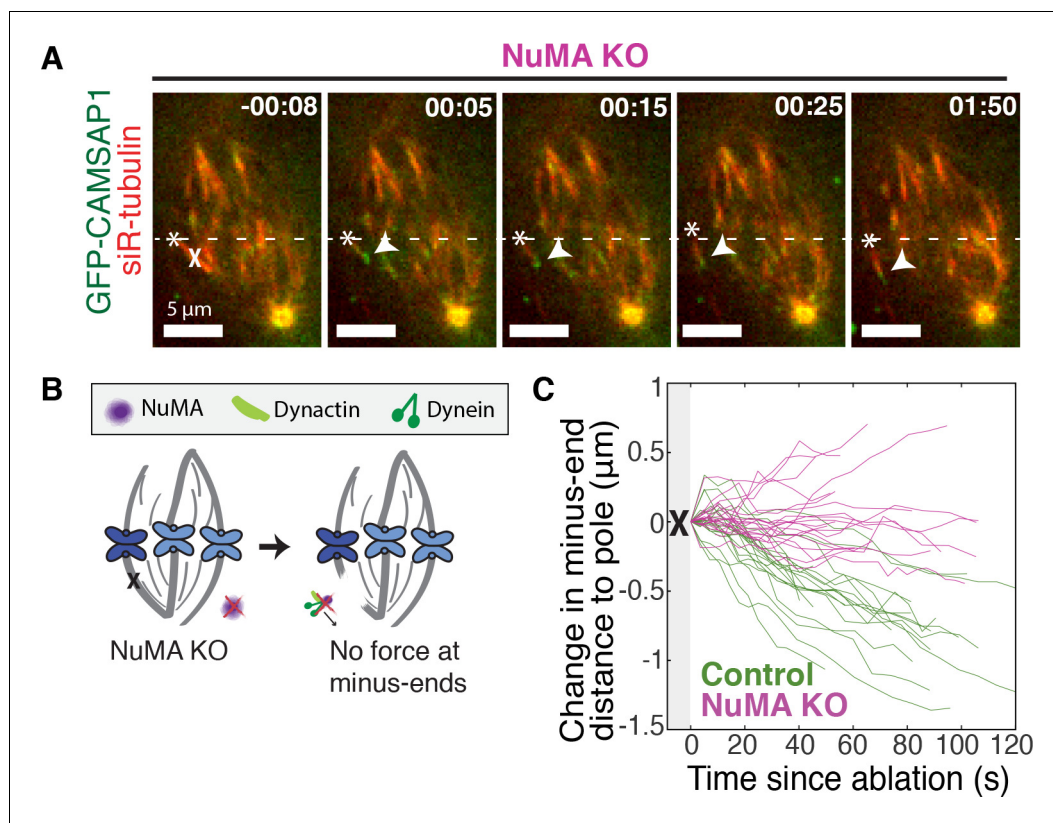 A
NuMA KO
GFP-CAMSAP1
siR-tubulin
-00:08
00:05
00:15
00:25
01:50
*
*
*
*
*
X
5 μm
B
NuMA
Dynactin
Dynein
X
NuMA KO
No force at
minus-ends
C
Change in minus-end
distance to pole (μm)
1
0.5
0
-0.5
-1
-1.5
X
Control
NuMA KO
0 20 40 60 80 100 120
Time since ablation (s)